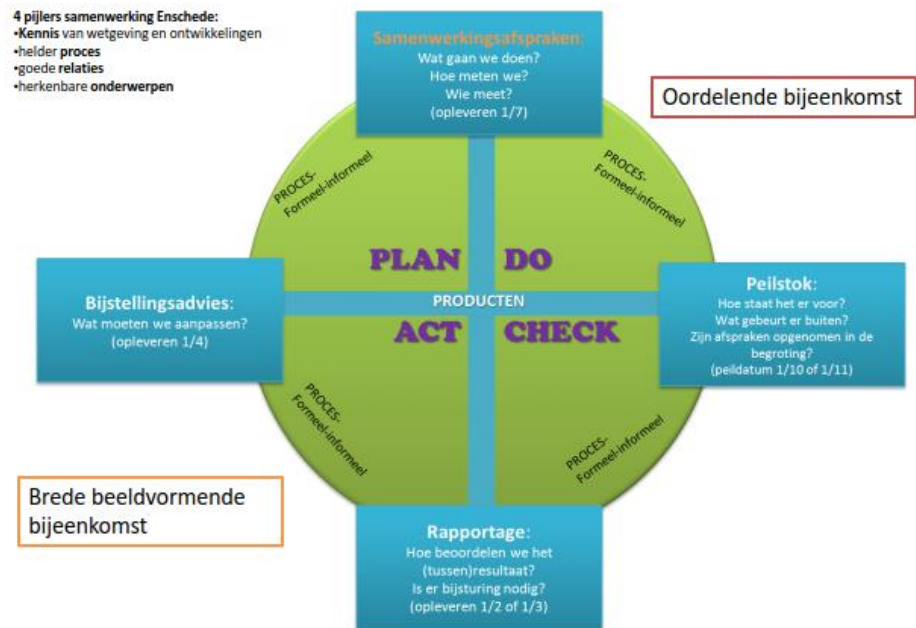 4 pijlers samenwerking Enschede:
•Kennis van wetgeving en ontwikkelingen
•helder proces
•goede relaties
•herkenbare onderwerpen
Samenwerkingsafspraken:
Wat gaan we doen?
Hoe meten we?
Wie meet?
(opleveren 1/7)
Oordelende bijeenkomst
PROCES-
Formeel-informeel
PROCES-
Formeel-informeel
PLAN
DO
Bijstellingsadvies:
Wat moeten we aanpassen?
(opleveren 1/4)
PRODUCTEN
Peilstok:
Hoe staat het er voor?
Wat gebeurt er buiten?
Zijn afspraken opgenomen in de
begroting?
(peildatum 1/10 of 1/11)
ACT
CHECK
PROCES-
Formeel-informeel
PROCES-
Formeel-informeel
Brede beeldvormende
bijeenkomst
Rapportage:
Hoe beoordelen we het
(tussen)resultaat?
Is er bijsturing nodig?
(opleveren 1/2 of 1/3)